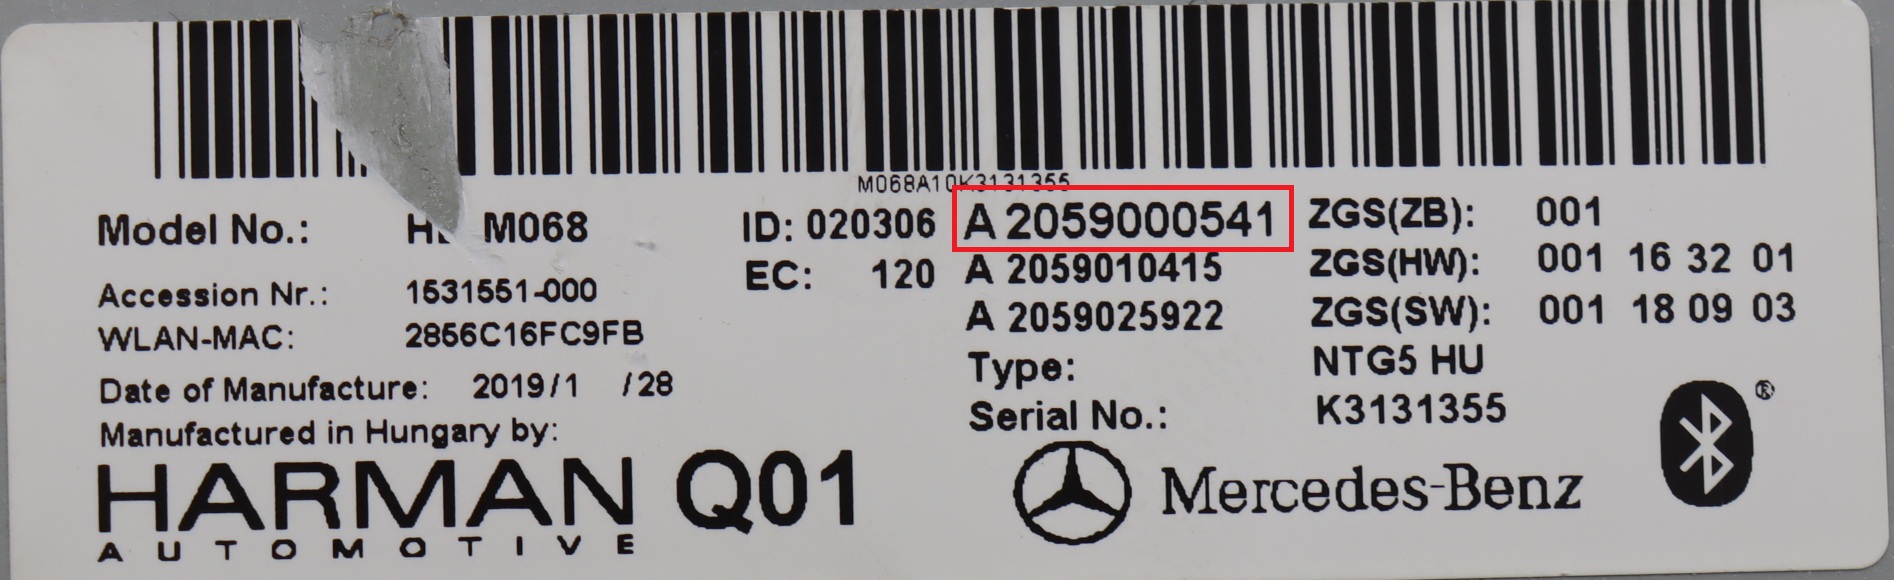 M068A10K3131355
Model No.: M068
ID: 020306
A 2059000541
ZGS(ZB): 001
EC: 120
A 2059010415
ZGS(HW): 001 16 32 01
Accession Nr.: 1531551-000
A 2059025922
ZGS(SW): 001 18 09 03
WLAN-MAC: 2856C16FC9FB
Type: NTG5 HU
Date of Manufacture: 2019/1 /28
Serial No.: K3131355
Manufactured in Hungary by:
HARMAN Q01
AUTOMOTIVE
Mercedes-Benz
®